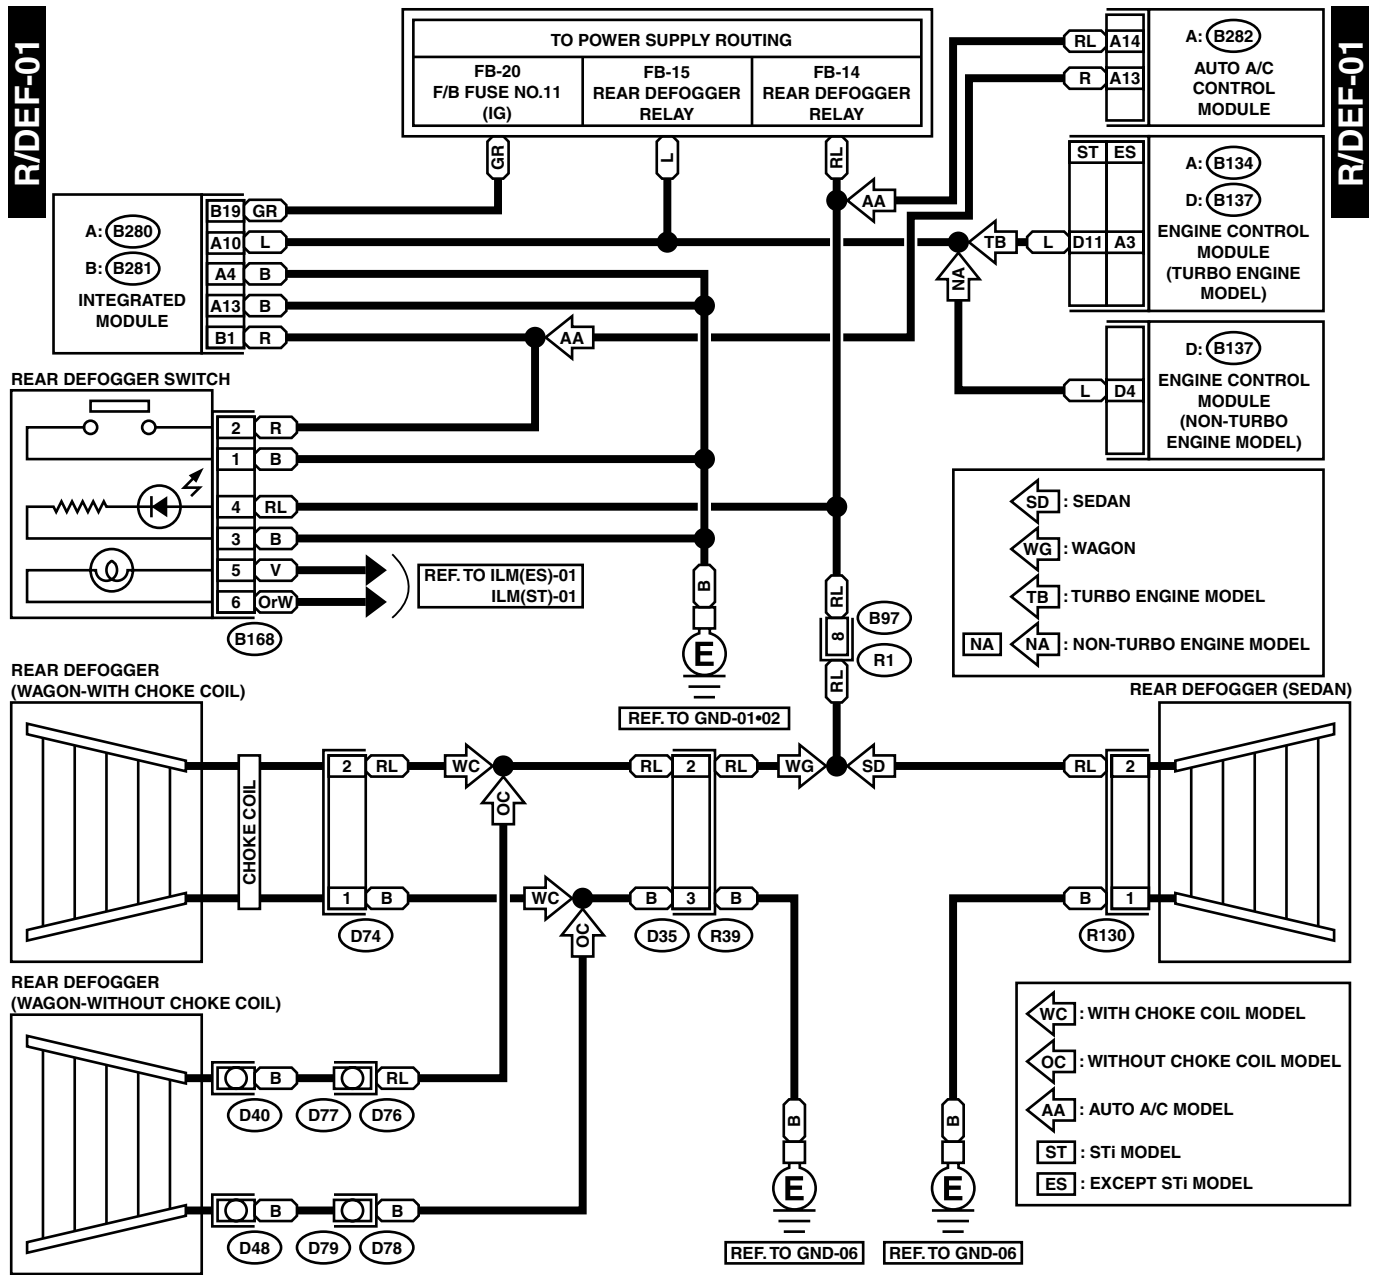 R/DEF-01
R/DEF-01
TO POWER SUPPLY ROUTING
FB-20
F/B FUSE NO.11
(IG)
FB-15
REAR DEFOGGER
RELAY
FB-14
REAR DEFOGGER
RELAY
GR
L
RL
RL A14
R A13
A: B282
AUTO A/C
CONTROL
MODULE
AA
ST ES
A: B134
D: B137
ENGINE CONTROL
MODULE
(TURBO ENGINE
MODEL)
TB L D11 A3
NA
D: B137
ENGINE CONTROL
MODULE
(NON-TURBO
ENGINE MODEL)
L D4
A: B280
B: B281
INTEGRATED
MODULE
B19 GR
A10 L
A4 B
A13 B
B1 R
AA
REAR DEFOGGER SWITCH
2 R
1 B
4 RL
3 B
5 V
6 OrW
B168
REF. TO ILM(ES)-01
ILM(ST)-01
B
E
REF. TO GND-01•02
RL
8
B97
R1
RL
SD : SEDAN
WG : WAGON
TB : TURBO ENGINE MODEL
NA NA : NON-TURBO ENGINE MODEL
REAR DEFOGGER
(WAGON-WITH CHOKE COIL)
CHOKE COIL
2 RL
WC
OC
RL 2 RL
WG
SD
RL 2
REAR DEFOGGER (SEDAN)
1 B
WC
OC
B 3 B
B 1
D74
D35
R39
R130
REAR DEFOGGER
(WAGON-WITHOUT CHOKE COIL)
B
RL
D40
D77
D76
B
B
D48
D79
D78
B
E
REF. TO GND-06
B
E
REF. TO GND-06
WC : WITH CHOKE COIL MODEL
OC : WITHOUT CHOKE COIL MODEL
AA : AUTO A/C MODEL
ST : STi MODEL
ES : EXCEPT STi MODEL